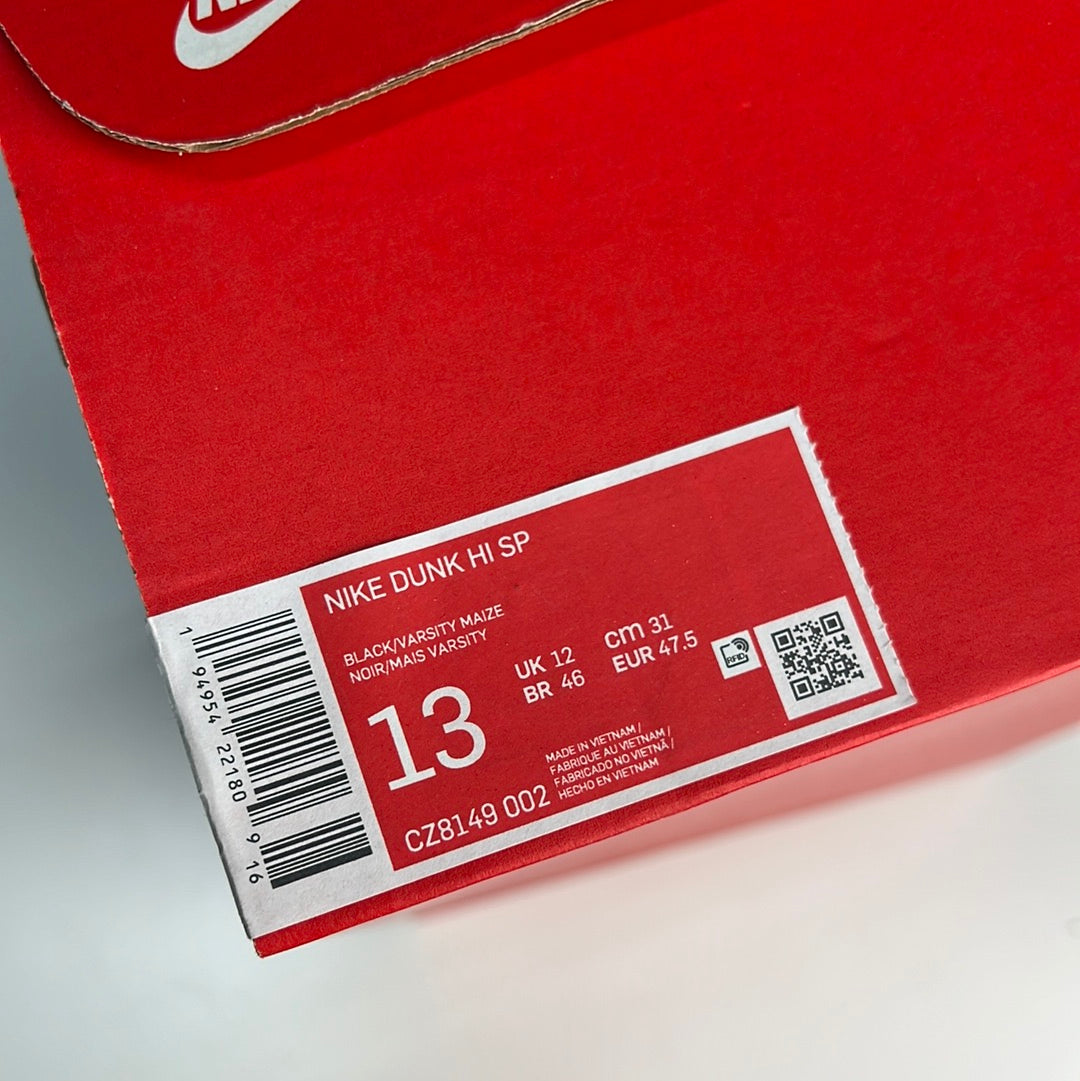 NIKE DUNK HI SP
BLACK/VARSITY MAIZE
NOIR/MAIS VARSITY
13
UK 12
BR 46
cm 31
EUR 47.5
RFID
CZ8149 002
MADE IN VIETNAM /
FABRIQUE AU VIETNAM /
FABRICADO NO VIETNÃ /
HECHO EN VIETNAM
1 94954 22180 9 16